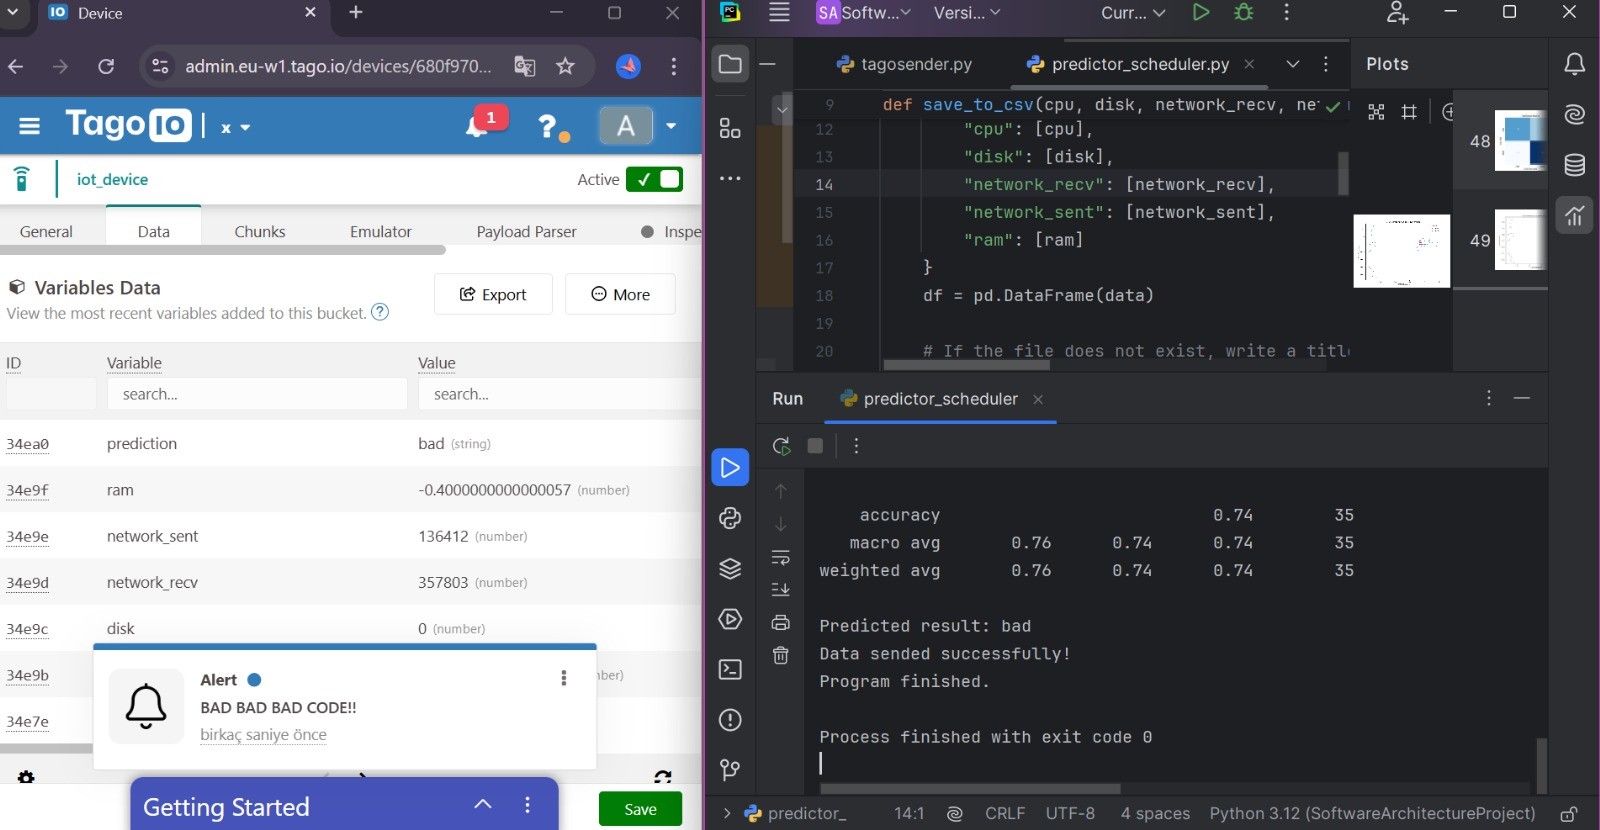 Device
admin.eu-w1.tago.io/devices/680f970...
TagoIO
x
1
?
A
iot_device
Active
General
Data
Chunks
Emulator
Payload Parser
Inspe
Variables Data
View the most recent variables added to this bucket.
Export
More
ID
Variable
Value
search...
search...
34ea0 prediction bad (string)
34e9f ram -0.4000000000000057 (number)
34e9e network_sent 136412 (number)
34e9d network_recv 357803 (number)
34e9c disk 0 (number)
34e9b nber)
34e7e
Alert
BAD BAD BAD CODE!!
birkaç saniye önce
Getting Started
Save
PC
SA Softw...
Versi...
Curr...
tagosender.py
predictor_scheduler.py
Plots
9 def save_to_csv(cpu, disk, network_recv, ne
12 "cpu": [cpu],
13 "disk": [disk],
14 "network_recv": [network_recv],
15 "network_sent": [network_sent],
16 "ram": [ram]
17 }
18 df = pd.DataFrame(data)
19
20 # If the file does not exist, write a titl
48
49
Run
predictor_scheduler
accuracy 0.74 35
macro avg 0.76 0.74 0.74 35
weighted avg 0.76 0.74 0.74 35
Predicted result: bad
Data sended successfully!
Program finished.
Process finished with exit code 0
predictor_
14:1
CRLF
UTF-8
4 spaces
Python 3.12 (SoftwareArchitectureProject)